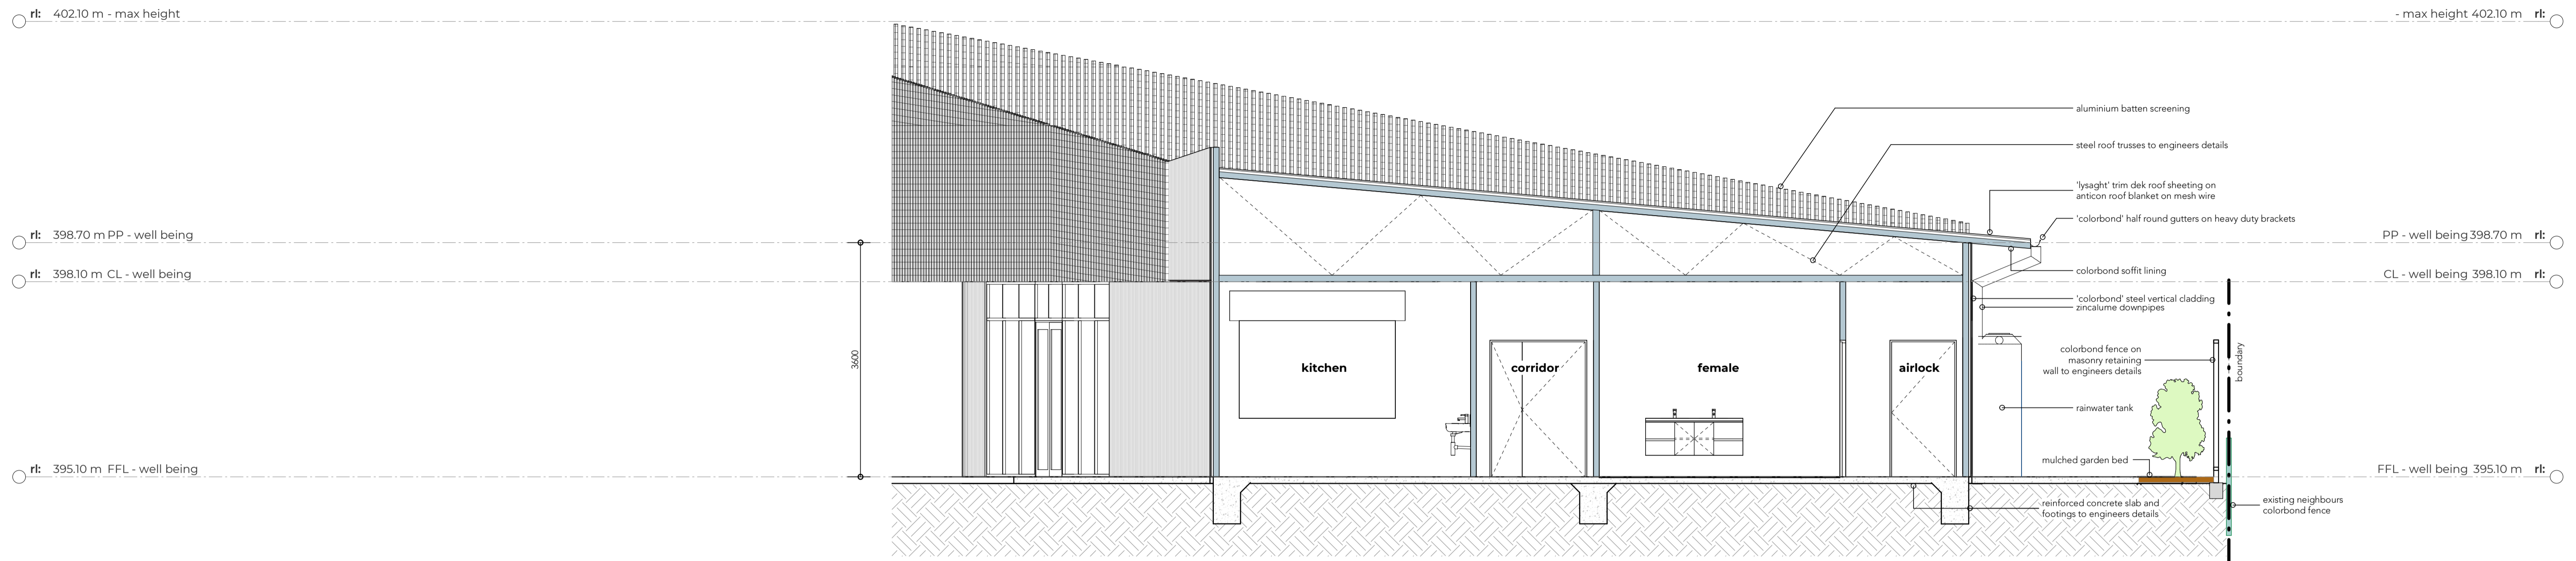 rl: 402.10 m - max height
- max height 402.10 m rl:
aluminium batten screening
steel roof trusses to engineers details
'lysaght' trim dek roof sheeting on
anticon roof blanket on mesh wire
'colorbond' half round gutters on heavy duty brackets
rl: 398.70 m PP - well being
PP - well being 398.70 m rl:
colorbond soffit lining
rl: 398.10 m CL - well being
CL - well being 398.10 m rl:
'colorbond' steel vertical cladding
zincalume downpipes
colorbond fence on
masonry retaining
wall to engineers details
boundary
3600
kitchen
corridor
female
airlock
rainwater tank
mulched garden bed
rl: 395.10 m FFL - well being
FFL - well being 395.10 m rl:
reinforced concrete slab and
footings to engineers details
existing neighbours
colorbond fence